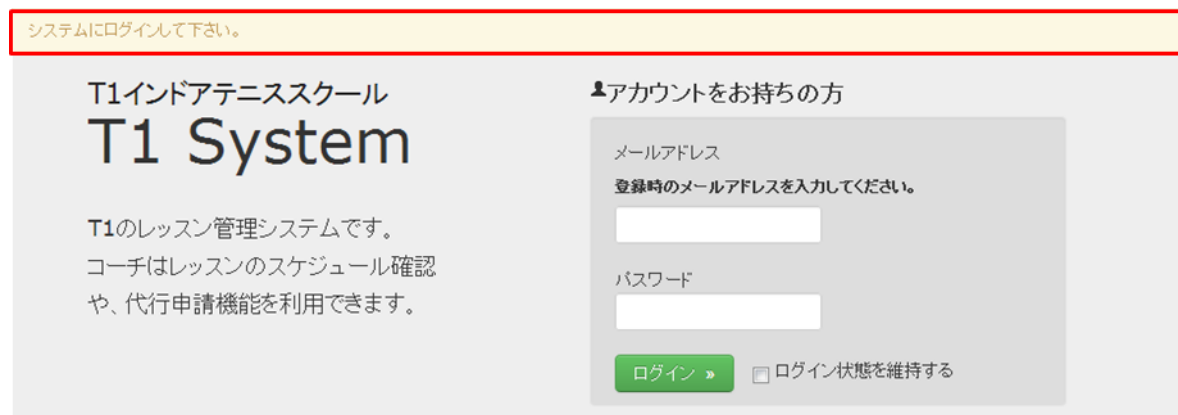 システムにログインして下さい。
T1インドアテニススクール
T1 System
T1のレッスン管理システムです。
コーチはレッスンのスケジュール確認
や、代行申請機能を利用できます。
アカウントをお持ちの方
メールアドレス
登録時のメールアドレスを入力してください。
パスワード
ログイン »
ログイン状態を維持する